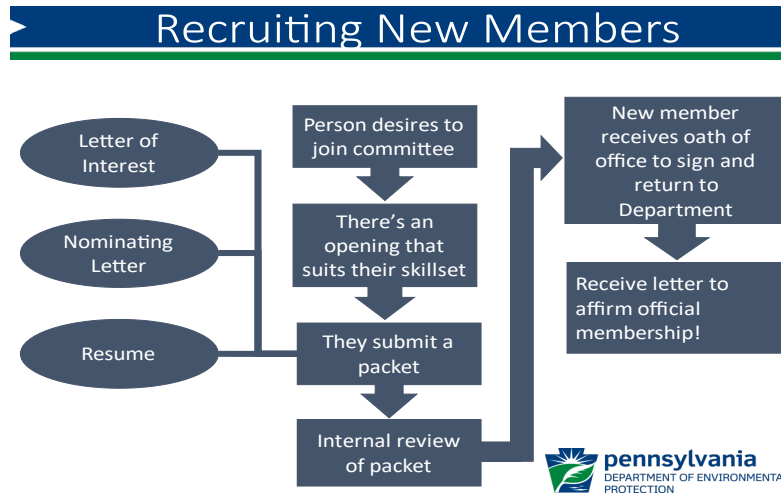 Recruiting New Members
Letter of
Interest
Nominating
Letter
Resume
Person desires to
join committee
There's an
opening that
suits their skillset
They submit a
packet
Internal review
of packet
New member
receives oath of
office to sign and
return to
Department
Receive letter to
affirm official
membership!
pennsylvania
DEPARTMENT OF ENVIRONMENTA
PROTECTION